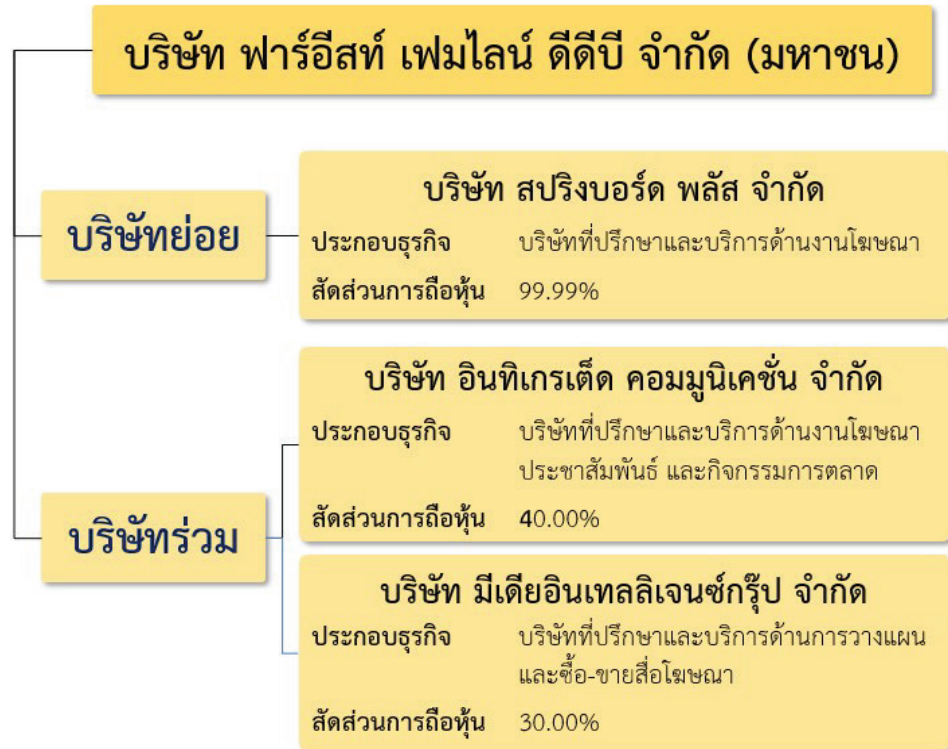 บริษัท ฟาร์อีสท์ เฟมไลน์ ดีดีบี จำกัด (มหาชน)
บริษัทย่อย
บริษัท สปริงบอร์ด พลัส จำกัด
ประกอบธุรกิจ บริษัทที่ปรึกษาและบริการด้านงานโฆษณา
สัดส่วนการถือหุ้น 99.99%
บริษัทร่วม
บริษัท อินทิเกรเต็ด คอมมูนิเคชั่น จำกัด
ประกอบธุรกิจ บริษัทที่ปรึกษาและบริการด้านงานโฆษณา
ประชาสัมพันธ์ และกิจกรรมการตลาด
สัดส่วนการถือหุ้น 40.00%
บริษัท มีเดียอินเทลลิเจนซ์กรุ๊ป จำกัด
ประกอบธุรกิจ บริษัทที่ปรึกษาและบริการด้านการวางแผน
และซื้อ-ขายสื่อโฆษณา
สัดส่วนการถือหุ้น 30.00%